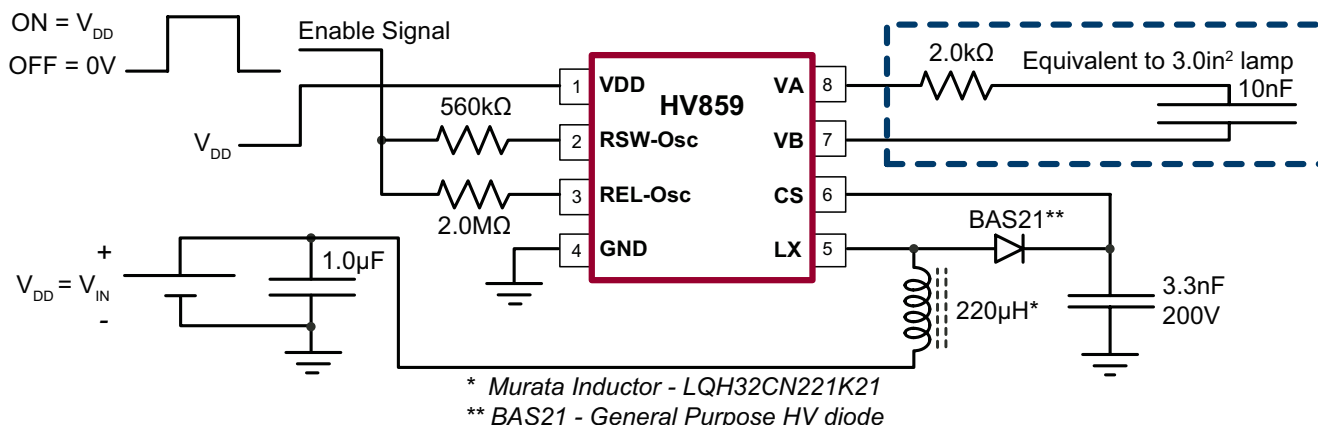 ON = VDD
OFF = 0V
Enable Signal
VDD
560kΩ
2.0MΩ
HV859
1 VDD
2 RSW-Osc
3 REL-Osc
4 GND
VA 8
VB 7
CS 6
LX 5
2.0kΩ
Equivalent to 3.0in² lamp
10nF
BAS21**
220µH*
3.3nF
200V
+
VDD = VIN
-
1.0µF
* Murata Inductor - LQH32CN221K21
** BAS21 - General Purpose HV diode